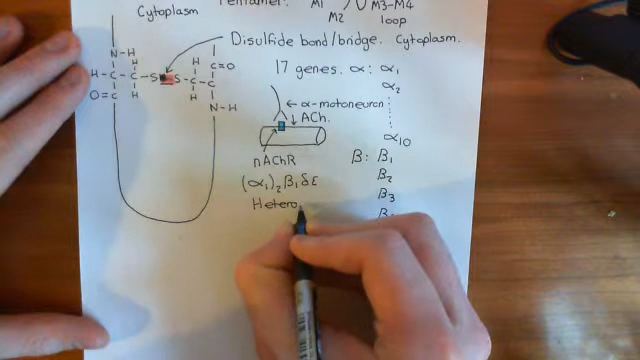 Cytoplasm
Pentamer. M1 M3-M4
M2 loop
Disulfide bond/bridge. Cytoplasm.
N-H
H H
H-C-C-S S-C-C
H H
O=C
C=O
N-H
17 genes. α: α1
α2
← α-motoneuron
ACh.
α10
nAChR
β: β1
(α1)2 β1 δ ε
β2
β3
Hetero